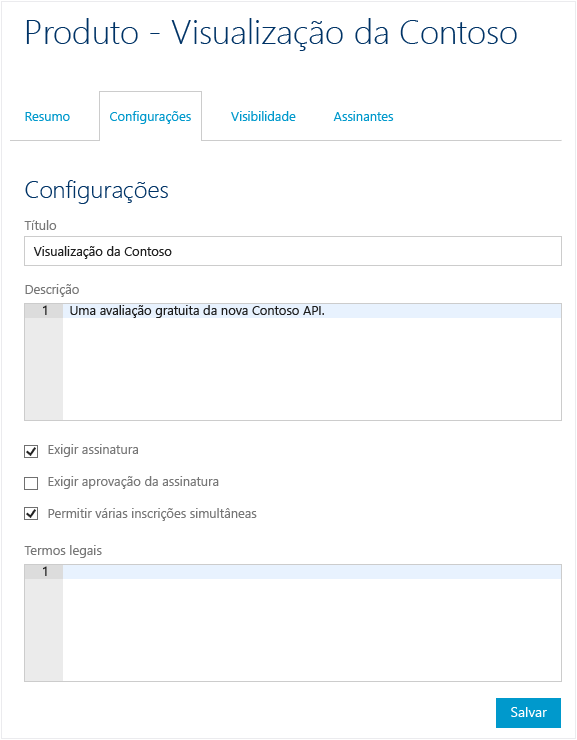 Produto - Visualização da Contoso
Resumo Configurações Visibilidade Assinantes
Configurações
Título
Visualização da Contoso
Descrição
1 Uma avaliação gratuita da nova Contoso API.
Exigir assinatura
Exigir aprovação da assinatura
Permitir várias inscrições simultâneas
Termos legais
1
Salvar